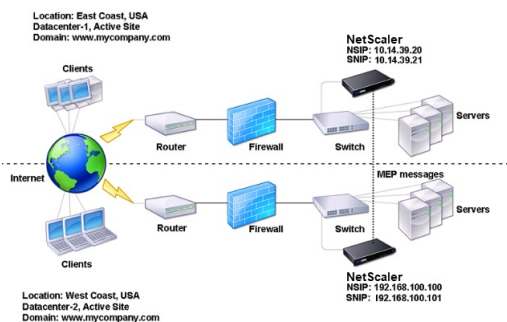 Location: East Coast, USA
Datacenter-1, Active Site
Domain: www.mycompany.com
NetScaler
NSIP: 10.14.39.20
SNIP: 10.14.39.21
Clients
Servers
Router
Firewall
Switch
Internet
MEP messages
Servers
Router
Firewall
Switch
Clients
NetScaler
NSIP: 192.168.100.100
SNIP: I92.168.100.101
Location: West Coast, USA
Datacenter-2, Active Site
Domain: www.mycompany.com